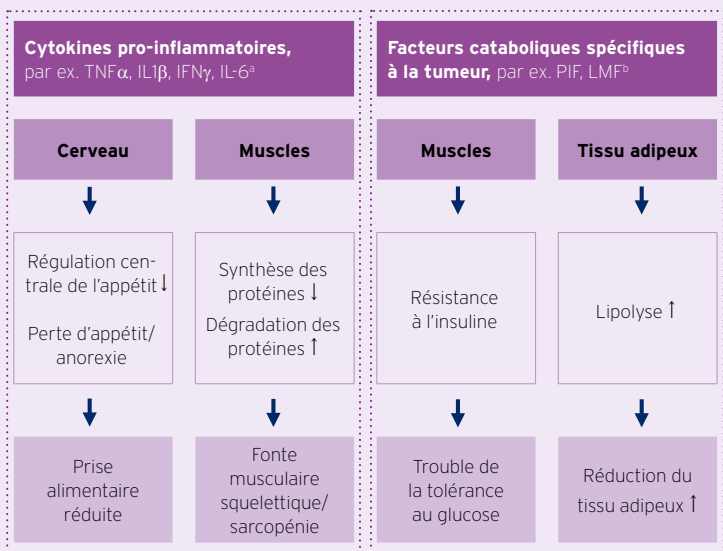 Cytokines pro-inflammatoires,
par ex. TNFα, IL1β, IFNγ, IL-6ᵃ
Facteurs cataboliques spécifiques
à la tumeur, par ex. PIF, LMFᵇ
Cerveau
Muscles
Muscles
Tissu adipeux
Régulation cen-
trale de l'appétit↓
Perte d'appétit/
anorexie
Synthèse des
protéines ↓
Dégradation des
protéines ↑
Résistance
à l'insuline
Lipolyse ↑
Prise
alimentaire
réduite
Fonte
musculaire
squelettique/
sarcopénie
Trouble de
la tolérance
au glucose
Réduction du
tissu adipeux ↑